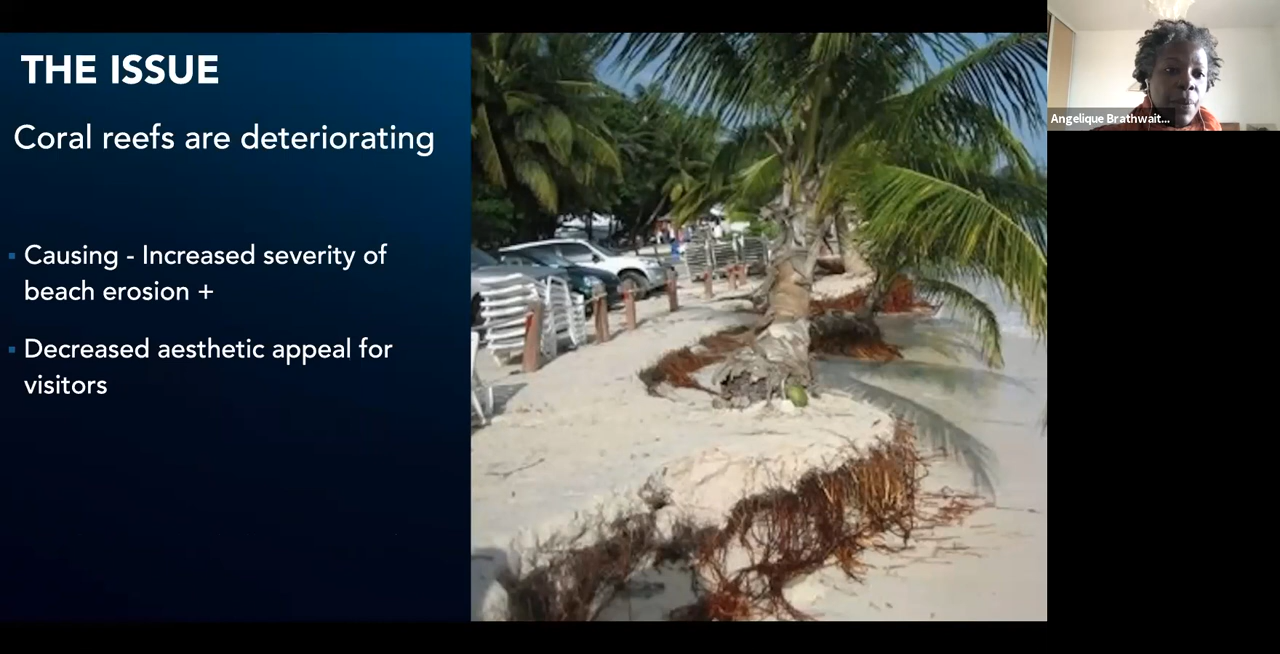 THE ISSUE
Coral reefs are deteriorating
▪ Causing - Increased severity of
beach erosion +
▪ Decreased aesthetic appeal for
visitors
Angelique Brathwait...